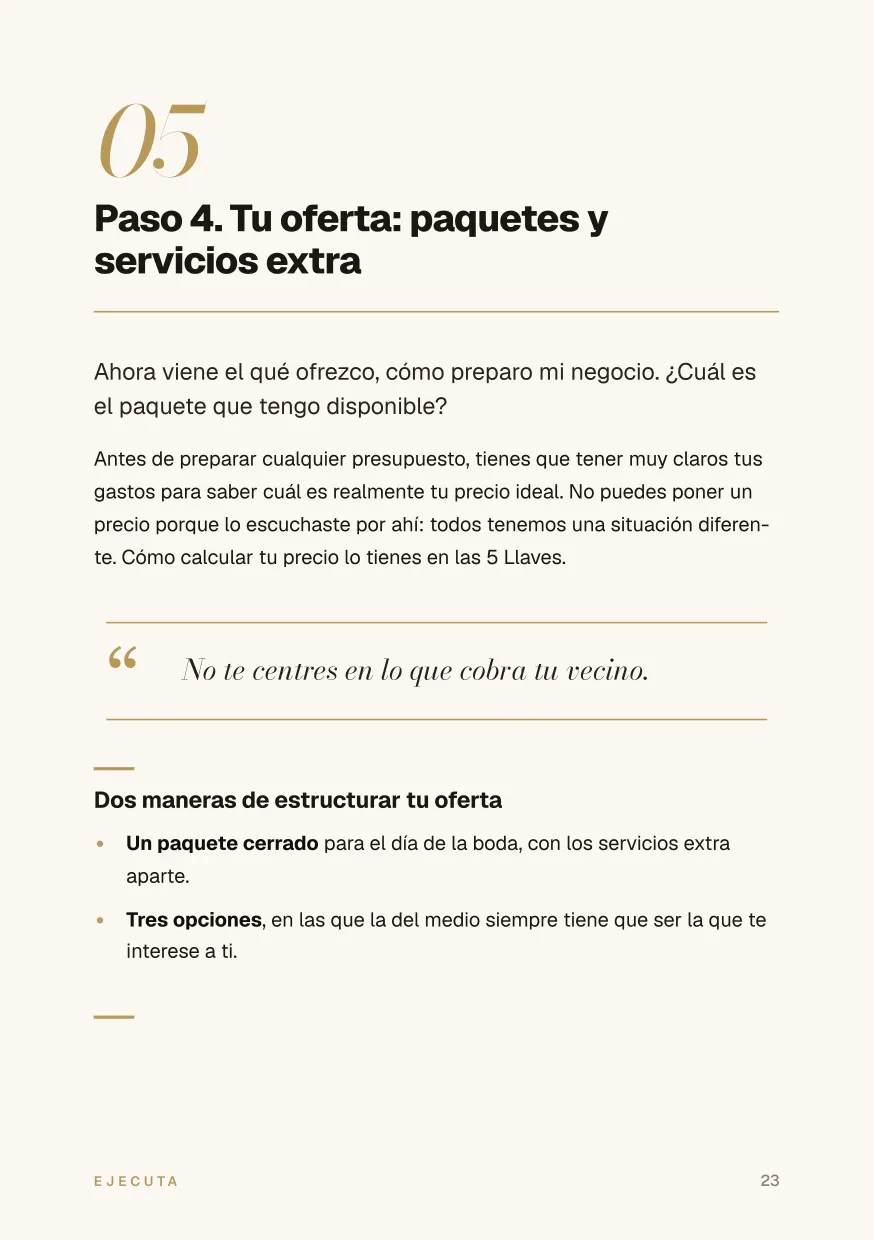 05
Paso 4. Tu oferta: paquetes y
servicios extra
Ahora viene el qué ofrezco, cómo preparo mi negocio. ¿Cuál es
el paquete que tengo disponible?
Antes de preparar cualquier presupuesto, tienes que tener muy claros tus
gastos para saber cuál es realmente tu precio ideal. No puedes poner un
precio porque lo escuchaste por ahí: todos tenemos una situación diferen-
te. Cómo calcular tu precio lo tienes en las 5 Llaves.
“ No te centres en lo que cobra tu vecino.
Dos maneras de estructurar tu oferta
• Un paquete cerrado para el día de la boda, con los servicios extra
aparte.
• Tres opciones, en las que la del medio siempre tiene que ser la que te
interese a ti.
EJECUTA 23